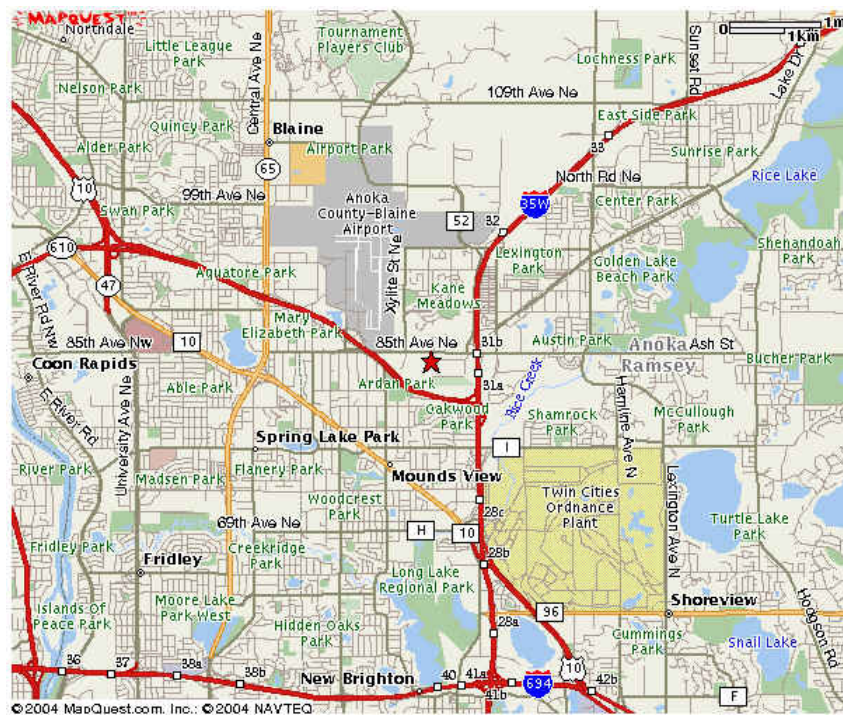 MAPQUEST
Northdale
Little League
Park
Tournament
Players Club
Central Ave Ne
Lochness Park
Sunset Rd
0
1m
1km
Lake Dr
Nelson Park
109th Ave Ne
Quincy Park
Blaine
East Side Park
Alder Park
Airport Park
33
Sunrise Park
10
65
North Rd Ne
Rice Lake
99th Ave Ne
Anoka
County-Blaine
Airport
35W
Center Park
Swan Park
52
32
610
Lexington
Park
Shenandoah
Park
E River Rd Nw
47
Aquatore Park
Xylite St Ne
Kane
Meadows
Golden Lake
Beach Park
Mary
Elizabeth Park
85th Ave Nw
10
85th Ave Ne
31b
Austin Park
Anoka
Ramsey
Ash St
Bucher Park
Coon Rapids
Able Park
Ardan Park
31a
Rice Creek
E River Rd
University Ave Ne
Oakwood
Park
Shamrock
Park
Hamline Ave N
McCullough
Park
Spring Lake Park
I
River Park
Madsen Park
Flanery Park
Mounds View
Twin Cities
Ordnance
Plant
Lexington Ave N
Woodcrest
Park
28c
69th Ave Ne
H
10
Turtle Lake
Park
Fridley Park
Creekridge
Park
28b
Fridley
Long Lake
Regional Park
Islands Of
Peace Park
Moore Lake
Park West
96
Shoreview
Hodgson Rd
Hidden Oaks
Park
28a
Cummings
Park
Snail Lake
36
37
38a
38b
New Brighton
40
41a
41b
694
10
42b
F
©2004 MapQuest.com, Inc.; ©2004 NAVTEQ